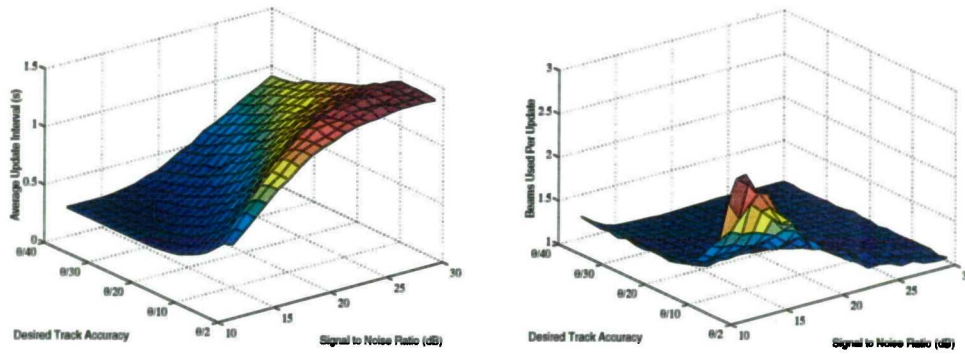 1.5
1
0.5
0
Average Update Interval (s)
θ/40
θ/30
θ/20
θ/10
θ/2
10
15
20
25
30
Desired Track Accuracy
Signal to Noise Ratio (dB)
3
2.5
2
1.5
1
Beams Used Per Update
θ/40
θ/30
θ/20
θ/10
θ/2
10
15
20
25
Desired Track Accuracy
Signal to Noise Ratio (dB)